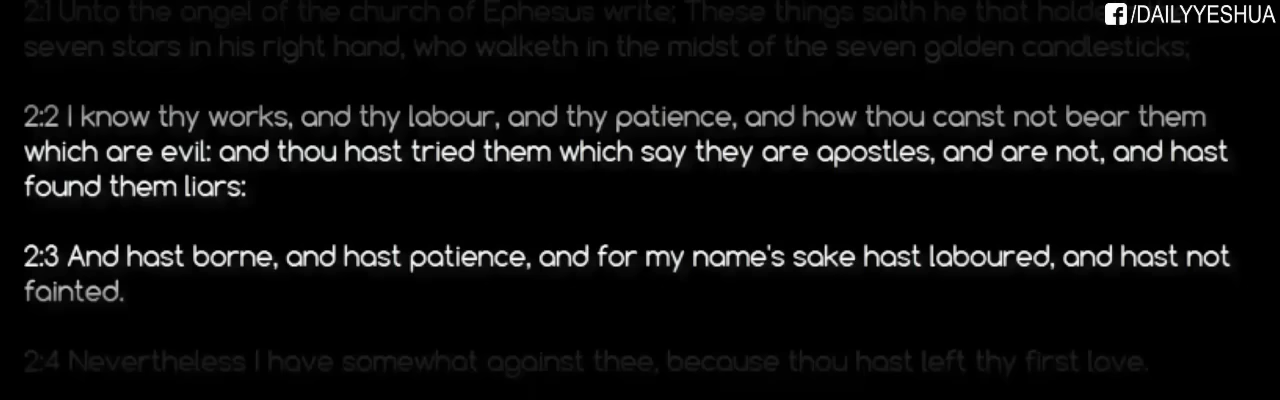 2:1 Unto the angel of the church of Ephesus write; These things saith he that
/DAILYYESHUA
seven stars in his right hand, who walketh in the midst of the seven golden candlesticks;
2:2 I know thy works, and thy labour, and thy patience, and how thou canst not bear them
which are evil: and thou hast tried them which say they are apostles, and are not, and hast
found them liars:
2:3 And hast borne, and hast patience, and for my name's sake hast laboured, and hast not
fainted.
2:4 Nevertheless I have somewhat against thee, because thou hast left thy first love.